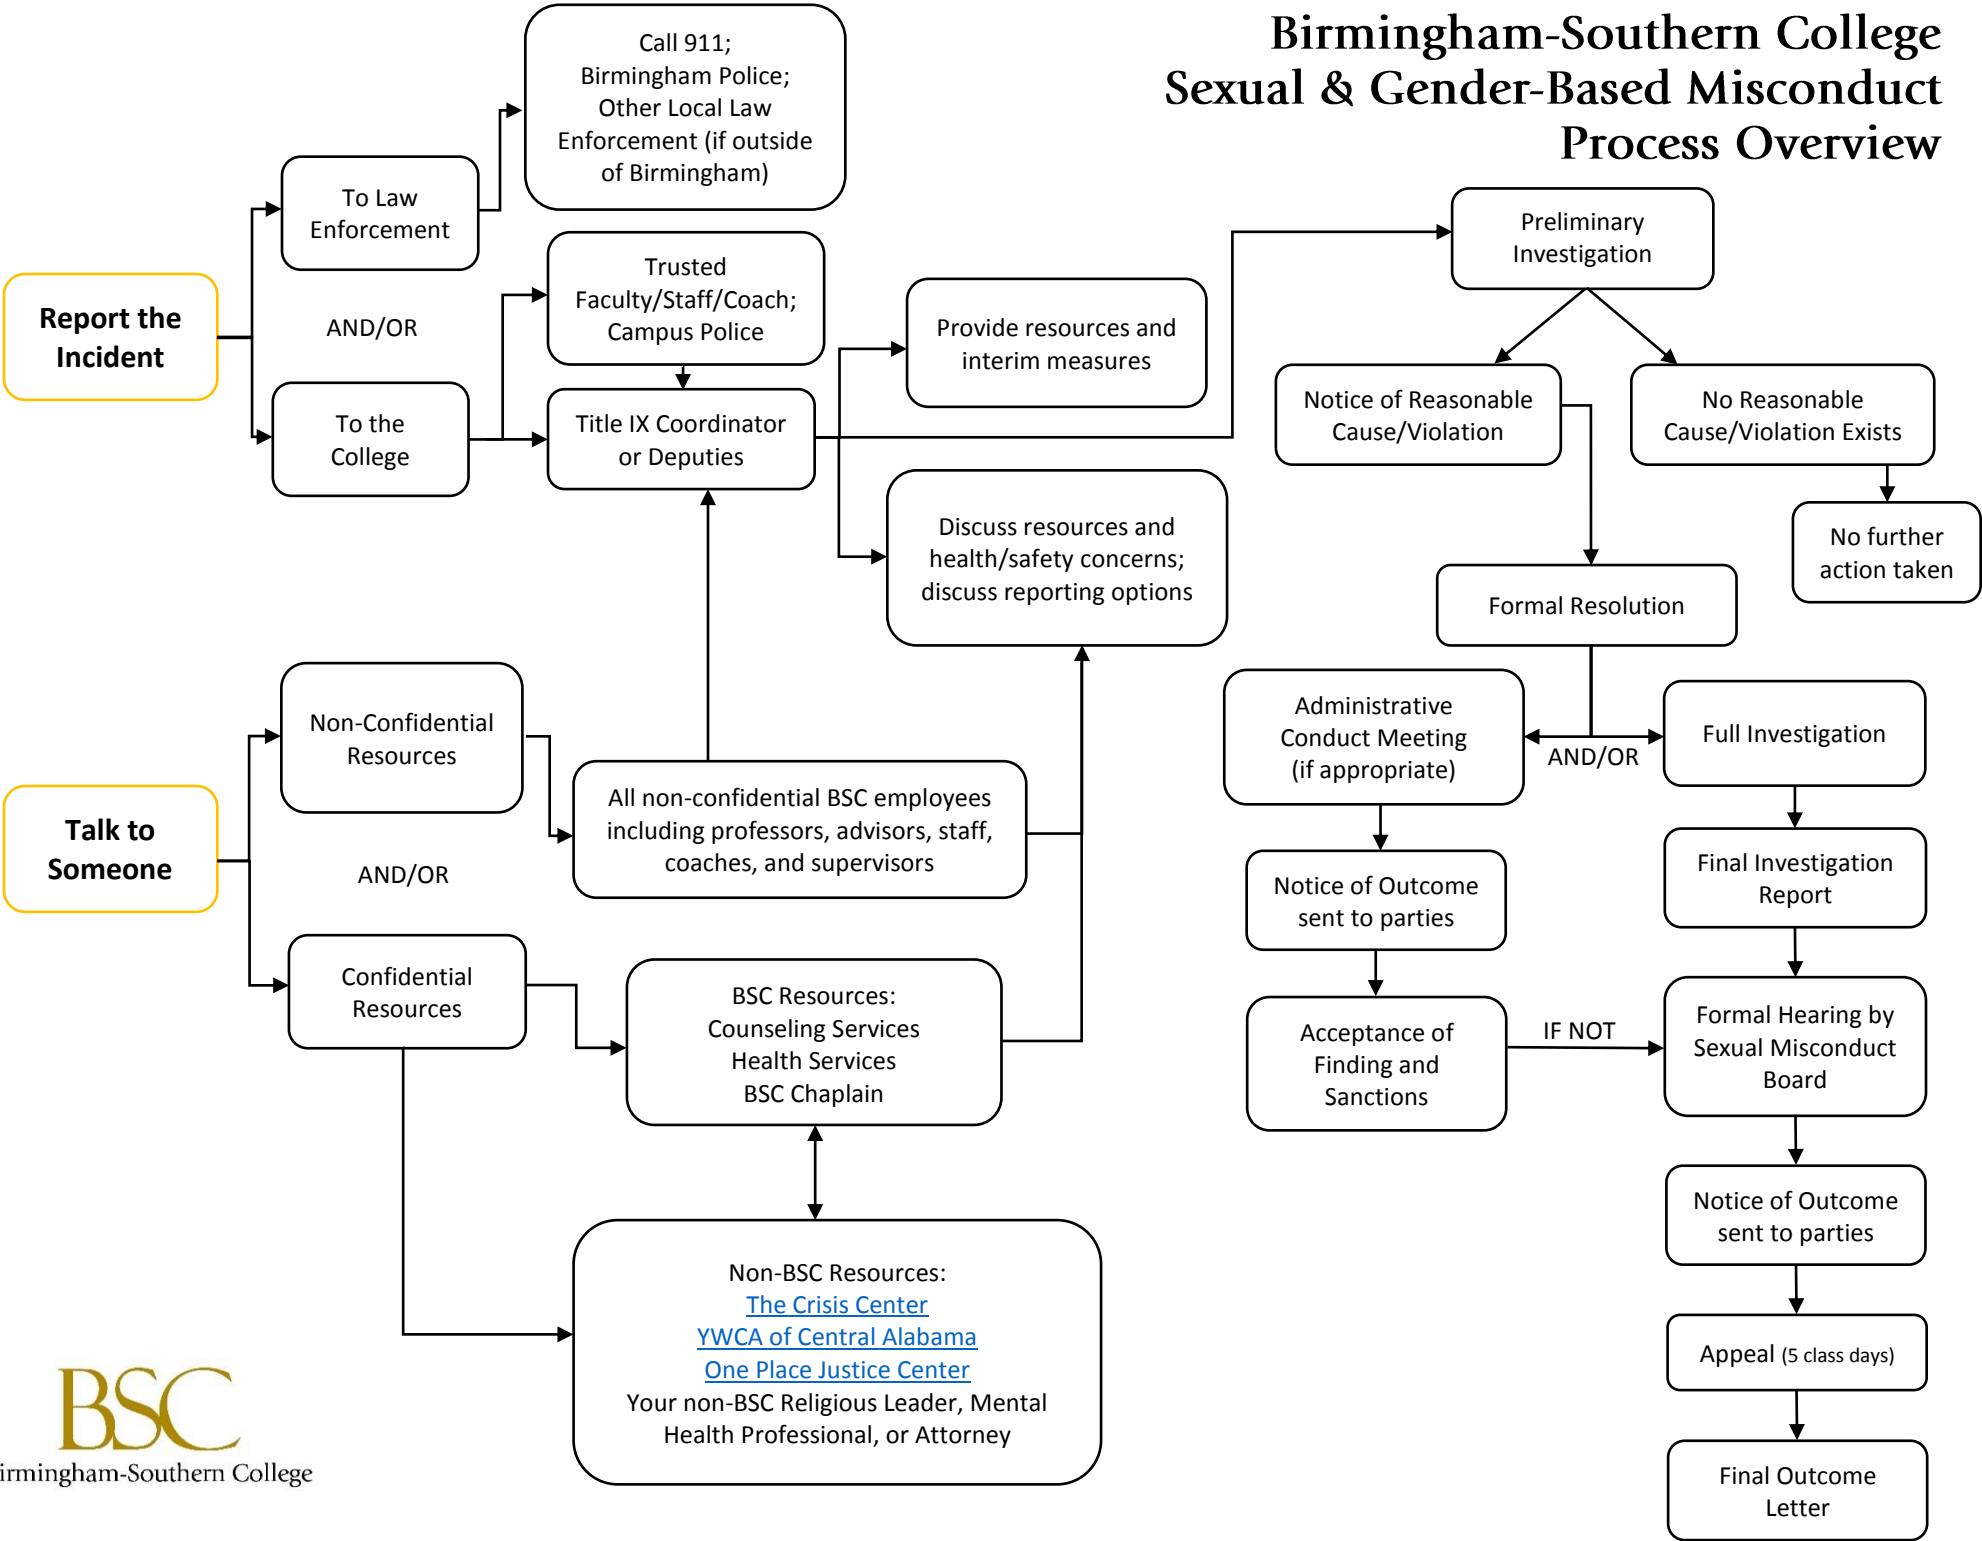 Birmingham-Southern College
Sexual & Gender-Based Misconduct
Process Overview
Call 911;
Birmingham Police;
Other Local Law
Enforcement (if outside
of Birmingham)
To Law
Enforcement
Report the
Incident
AND/OR
To the
College
Trusted
Faculty/Staff/Coach;
Campus Police
Title IX Coordinator
or Deputies
Provide resources and
interim measures
Discuss resources and
health/safety concerns;
discuss reporting options
Talk to
Someone
Non-Confidential
Resources
AND/OR
Confidential
Resources
All non-confidential BSC employees
including professors, advisors, staff,
coaches, and supervisors
BSC Resources:
Counseling Services
Health Services
BSC Chaplain
Non-BSC Resources:
The Crisis Center
YWCA of Central Alabama
One Place Justice Center
Your non-BSC Religious Leader, Mental
Health Professional, or Attorney
Preliminary
Investigation
Notice of Reasonable
Cause/Violation
No Reasonable
Cause/Violation Exists
No further
action taken
Formal Resolution
Administrative
Conduct Meeting
(if appropriate)
AND/OR
Full Investigation
Notice of Outcome
sent to parties
Final Investigation
Report
Acceptance of
Finding and
Sanctions
IF NOT
Formal Hearing by
Sexual Misconduct
Board
Notice of Outcome
sent to parties
Appeal (5 class days)
Final Outcome
Letter
BSC
irmingham-Southern College